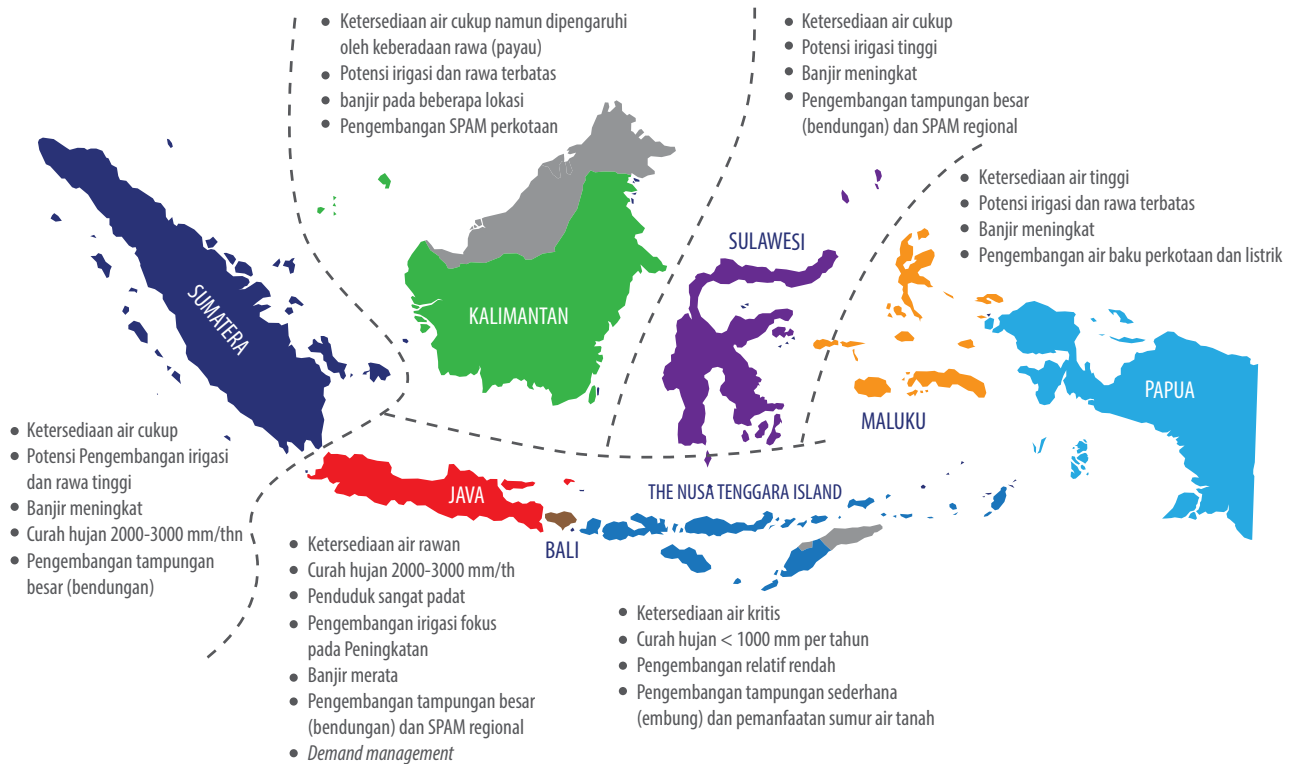 • Ketersediaan air cukup namun dipengaruhi
oleh keberadaan rawa (payau)
• Potensi irigasi dan rawa terbatas
• banjir pada beberapa lokasi
• Pengembangan SPAM perkotaan
• Ketersediaan air cukup
• Potensi irigasi tinggi
• Banjir meningkat
• Pengembangan tampungan besar
(bendungan) dan SPAM regional
• Ketersediaan air tinggi
• Potensi irigasi dan rawa terbatas
• Banjir meningkat
• Pengembangan air baku perkotaan dan listrik
SUMATERA
KALIMANTAN
SULAWESI
MALUKU
PAPUA
JAVA
BALI
THE NUSA TENGGARA ISLAND
• Ketersediaan air cukup
• Potensi Pengembangan irigasi
dan rawa tinggi
• Banjir meningkat
• Curah hujan 2000-3000 mm/thn
• Pengembangan tampungan
besar (bendungan)
• Ketersediaan air rawan
• Curah hujan 2000-3000 mm/th
• Penduduk sangat padat
• Pengembangan irigasi fokus
pada Peningkatan
• Banjir merata
• Pengembangan tampungan besar
(bendungan) dan SPAM regional
• Demand management
• Ketersediaan air kritis
• Curah hujan < 1000 mm per tahun
• Pengembangan relatif rendah
• Pengembangan tampungan sederhana
(embung) dan pemanfaatan sumur air tanah